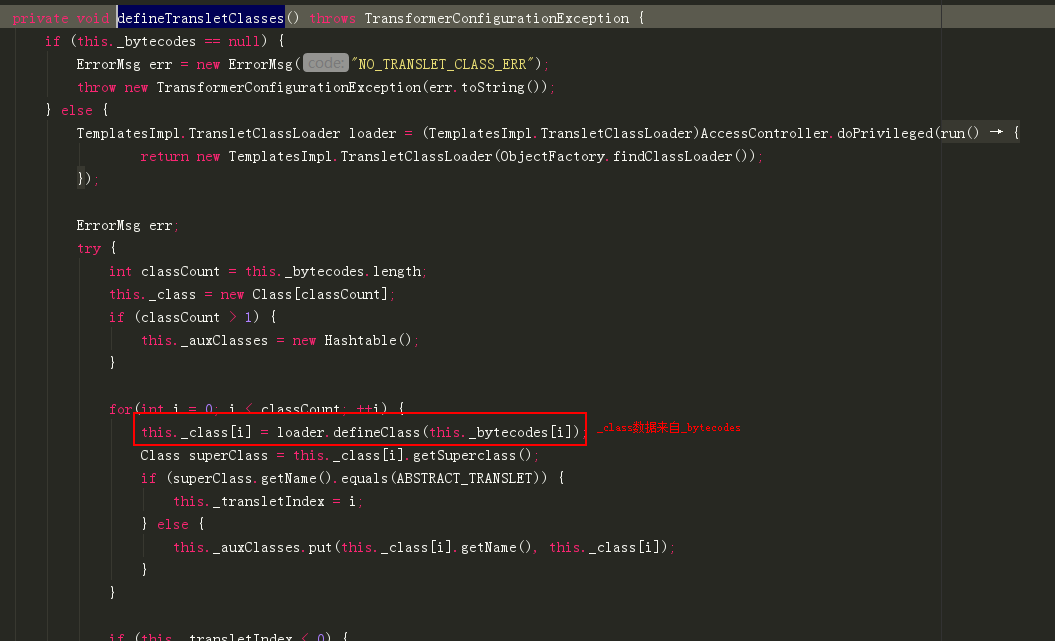 private void defineTransletClasses() throws TransformerConfigurationException {
if (this._bytecodes == null) {
ErrorMsg err = new ErrorMsg( code: "NO_TRANSLET_CLASS_ERR");
throw new TransformerConfigurationException(err.toString());
} else {
TemplatesImpl.TransletClassLoader loader = (TemplatesImpl.TransletClassLoader)AccessController.doPrivileged(run() → {
return new TemplatesImpl.TransletClassLoader(ObjectFactory.findClassLoader());
});
ErrorMsg err;
try {
int classCount = this._bytecodes.length;
this._class = new Class[classCount];
if (classCount > 1) {
this._auxClasses = new Hashtable();
}
for(int i = 0; i < classCount; ++i) {
this._class[i] = loader.defineClass(this._bytecodes[i]); _class数据来自_bytecodes
Class superClass = this._class[i].getSuperclass();
if (superClass.getName().equals(ABSTRACT_TRANSLET)) {
this._transletIndex = i;
} else {
this._auxClasses.put(this._class[i].getName(), this._class[i]);
}
}
if (this._transletIndex < 0) {